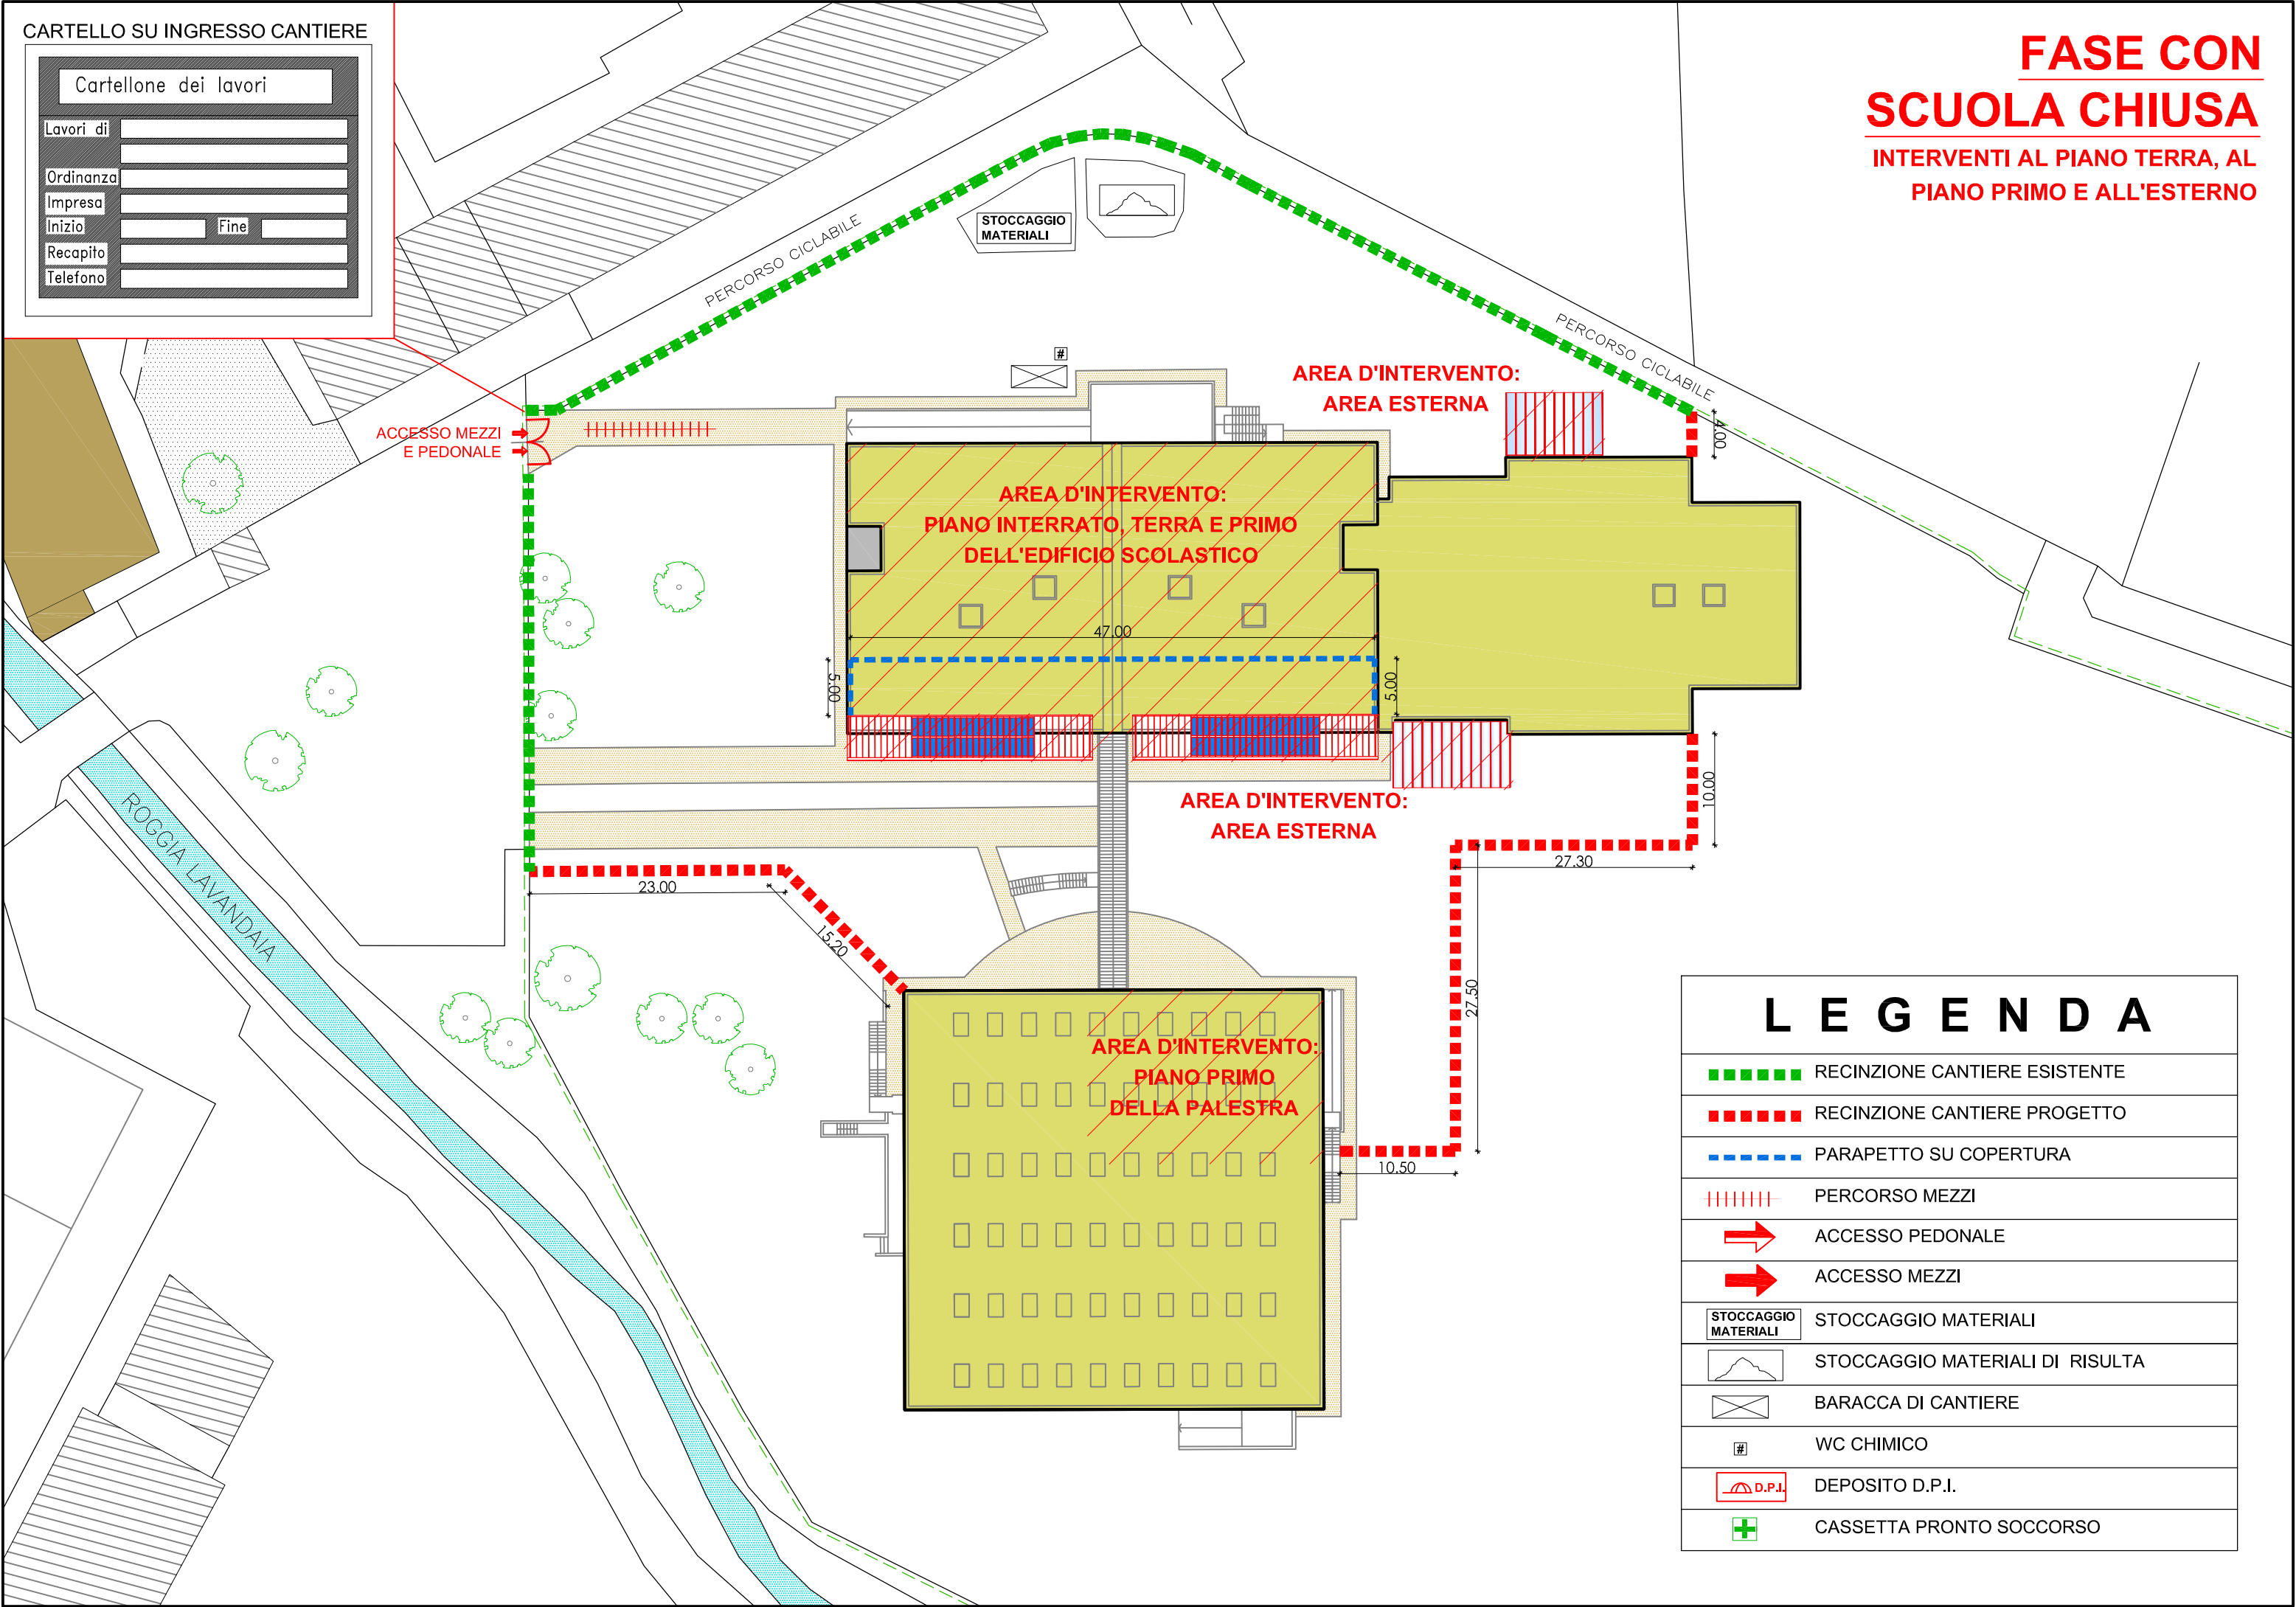 CARTELLO SU INGRESSO CANTIERE
Cartellone dei lavori
Lavori di
Ordinanza
Impresa
Inizio Fine
Recapito
Telefono
FASE CON
SCUOLA CHIUSA
INTERVENTI AL PIANO TERRA, AL
PIANO PRIMO E ALL'ESTERNO
STOCCAGGIO
MATERIALI
PERCORSO CICLABILE
PERCORSO CICLABILE
#
AREA D'INTERVENTO:
AREA ESTERNA
4.00
ACCESSO MEZZI
E PEDONALE
AREA D'INTERVENTO:
PIANO INTERRATO, TERRA E PRIMO
DELL'EDIFICIO SCOLASTICO
47.00
5.00
5.00
AREA D'INTERVENTO:
AREA ESTERNA
10.00
27.30
ROGGIA LAVANDAIA
23.00
15.20
27.50
10.50
AREA D'INTERVENTO:
PIANO PRIMO
DELLA PALESTRA
LEGENDA
RECINZIONE CANTIERE ESISTENTE
RECINZIONE CANTIERE PROGETTO
PARAPETTO SU COPERTURA
PERCORSO MEZZI
ACCESSO PEDONALE
ACCESSO MEZZI
STOCCAGGIO
MATERIALI
STOCCAGGIO MATERIALI
STOCCAGGIO MATERIALI DI RISULTA
BARACCA DI CANTIERE
# WC CHIMICO
D.P.I. DEPOSITO D.P.I.
CASSETTA PRONTO SOCCORSO